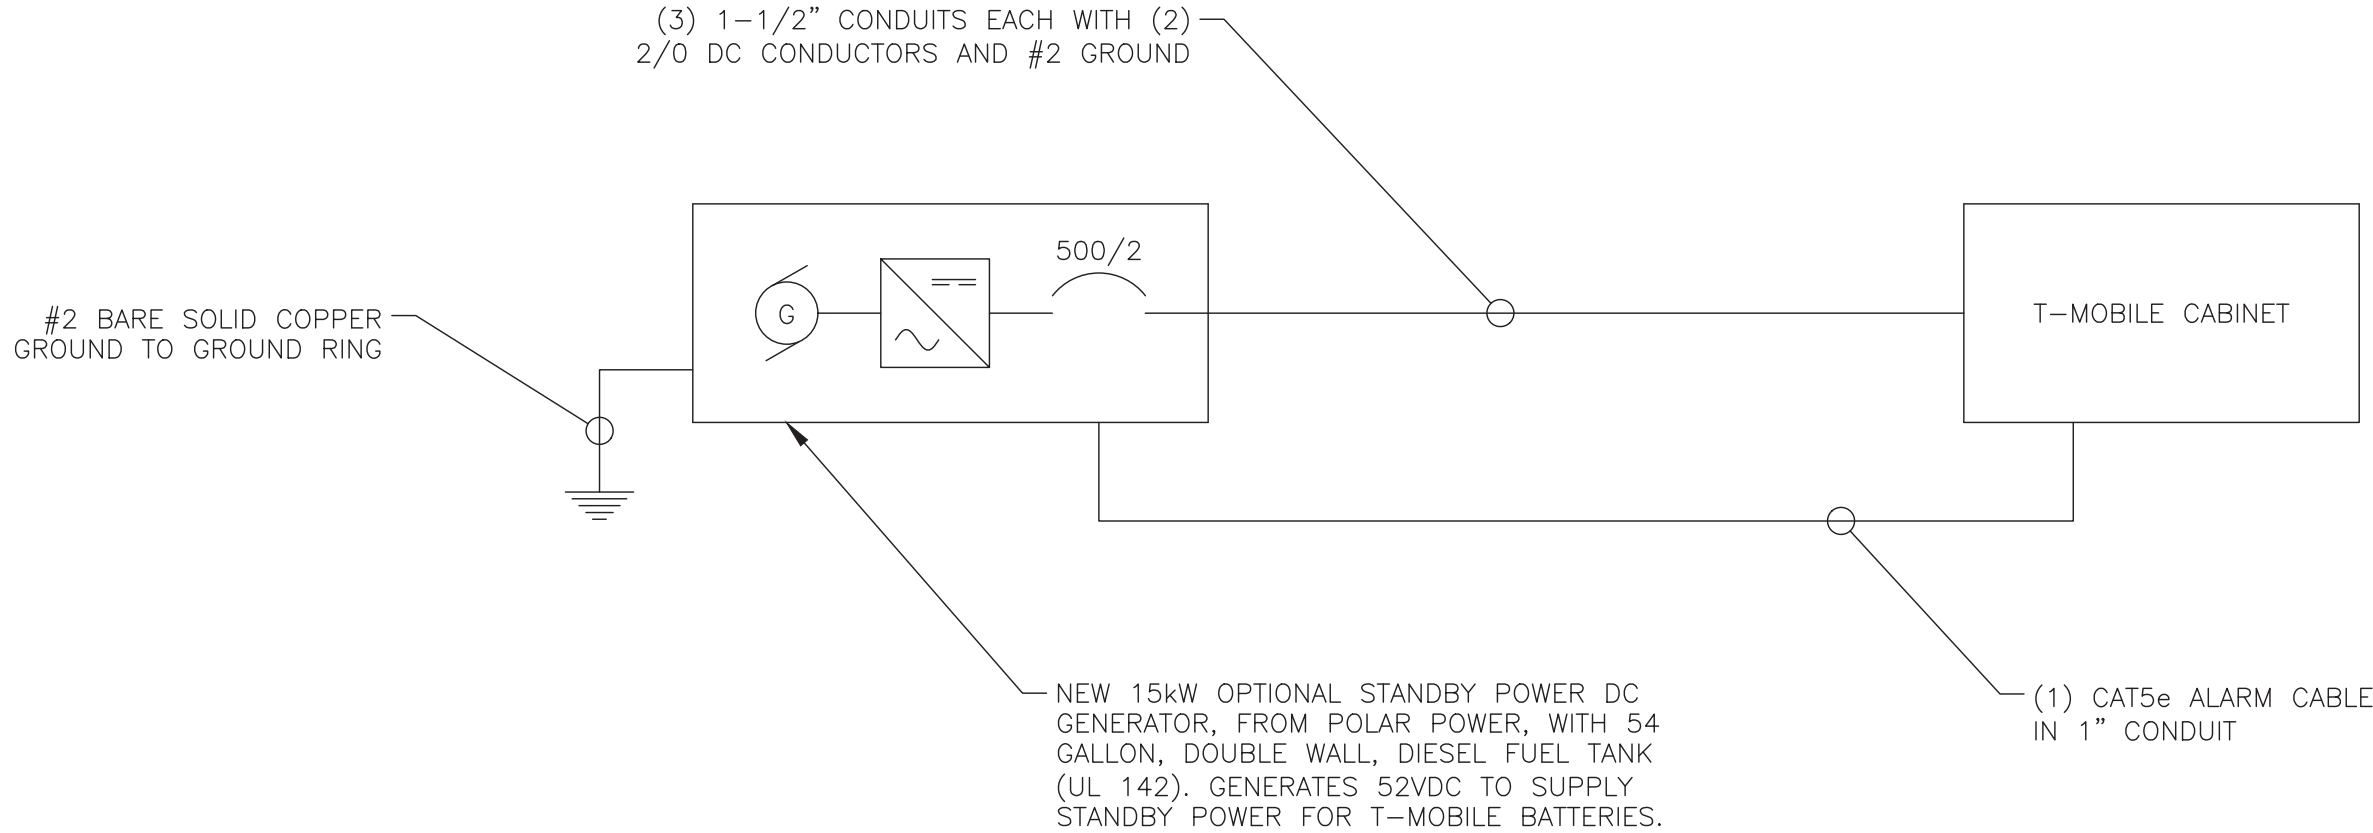 (3) 1-1/2” CONDUITS EACH WITH (2)
2/0 DC CONDUCTORS AND #2 GROUND
500/2
G
#2 BARE SOLID COPPER
GROUND TO GROUND RING
T-MOBILE CABINET
NEW 15kW OPTIONAL STANDBY POWER DC
GENERATOR, FROM POLAR POWER, WITH 54
GALLON, DOUBLE WALL, DIESEL FUEL TANK
(UL 142). GENERATES 52VDC TO SUPPLY
STANDBY POWER FOR T-MOBILE BATTERIES.
(1) CAT5e ALARM CABLE
IN 1” CONDUIT